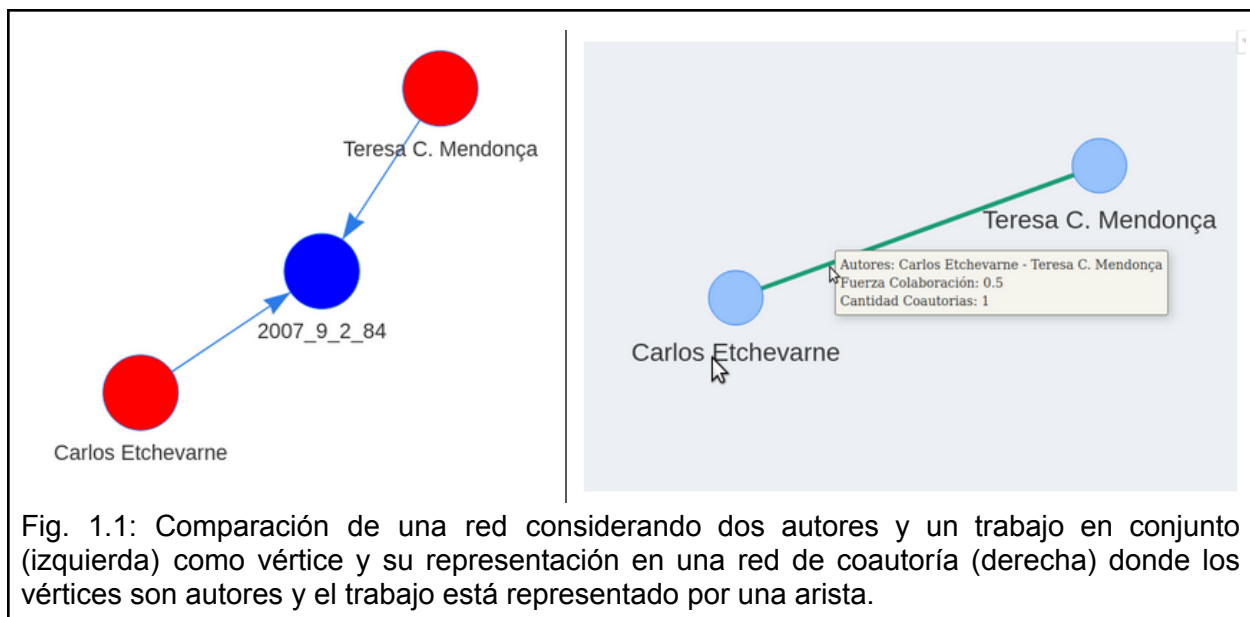 Teresa C. Mendonça
2007_9_2_84
Carlos Etchevarne
Teresa C. Mendonça
Autores: Carlos Etchevarne - Teresa C. Mendonça
Fuerza Colaboración: 0.5
Cantidad Coautorias: 1
Carlos Etchevarne
Fig. 1.1: Comparación de una red considerando dos autores y un trabajo en conjunto
(izquierda) como vértice y su representación en una red de coautoría (derecha) donde los
vértices son autores y el trabajo está representado por una arista.